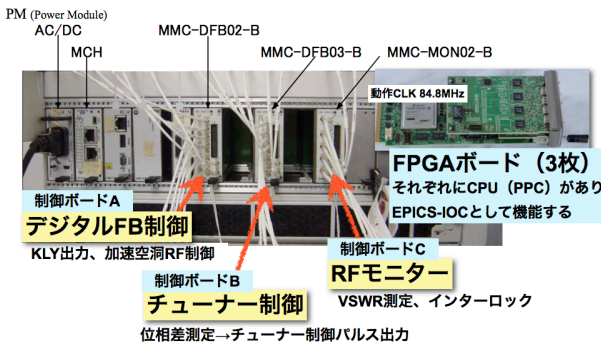 PM (Power Module)
AC/DC
MCH
MMC-DFB02-B
MMC-DFB03-B
MMC-MON02-B
動作CLK 84.8MHz
FPGAボード（3枚）
それぞれにCPU（PPC）があり
EPICS-IOCとして機能する
制御ボードA
デジタルFB制御
KLY出力、加速空洞RF制御
制御ボードB
チューナー制御
位相差測定→チューナー制御パルス出力
制御ボードC
RFモニター
VSWR測定、インターロック